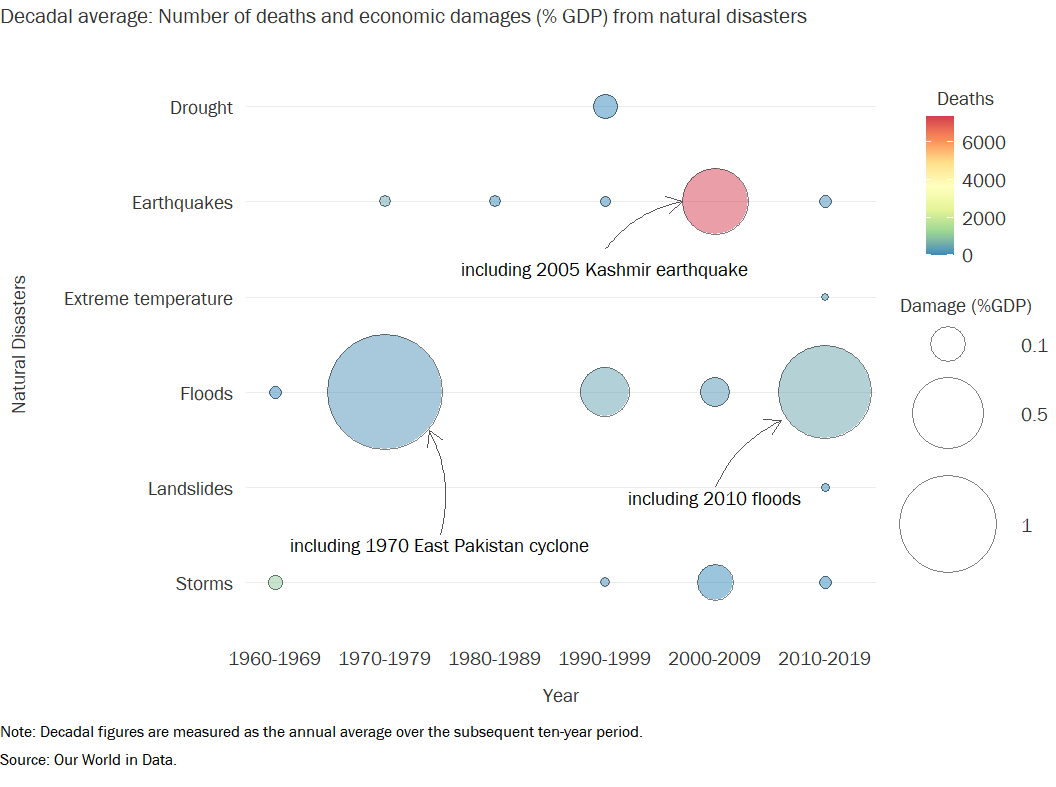 Decadal average: Number of deaths and economic damages (% GDP) from natural disasters
Deaths
6000
4000
2000
0
Damage (%GDP)
0.1
0.5
1
Natural Disasters
Drought
Earthquakes
including 2005 Kashmir earthquake
Extreme temperature
Floods
Landslides
including 2010 floods
including 1970 East Pakistan cyclone
Storms
1960-1969 1970-1979 1980-1989 1990-1999 2000-2009 2010-2019
Year
Note: Decadal figures are measured as the annual average over the subsequent ten-year period.
Source: Our World in Data.